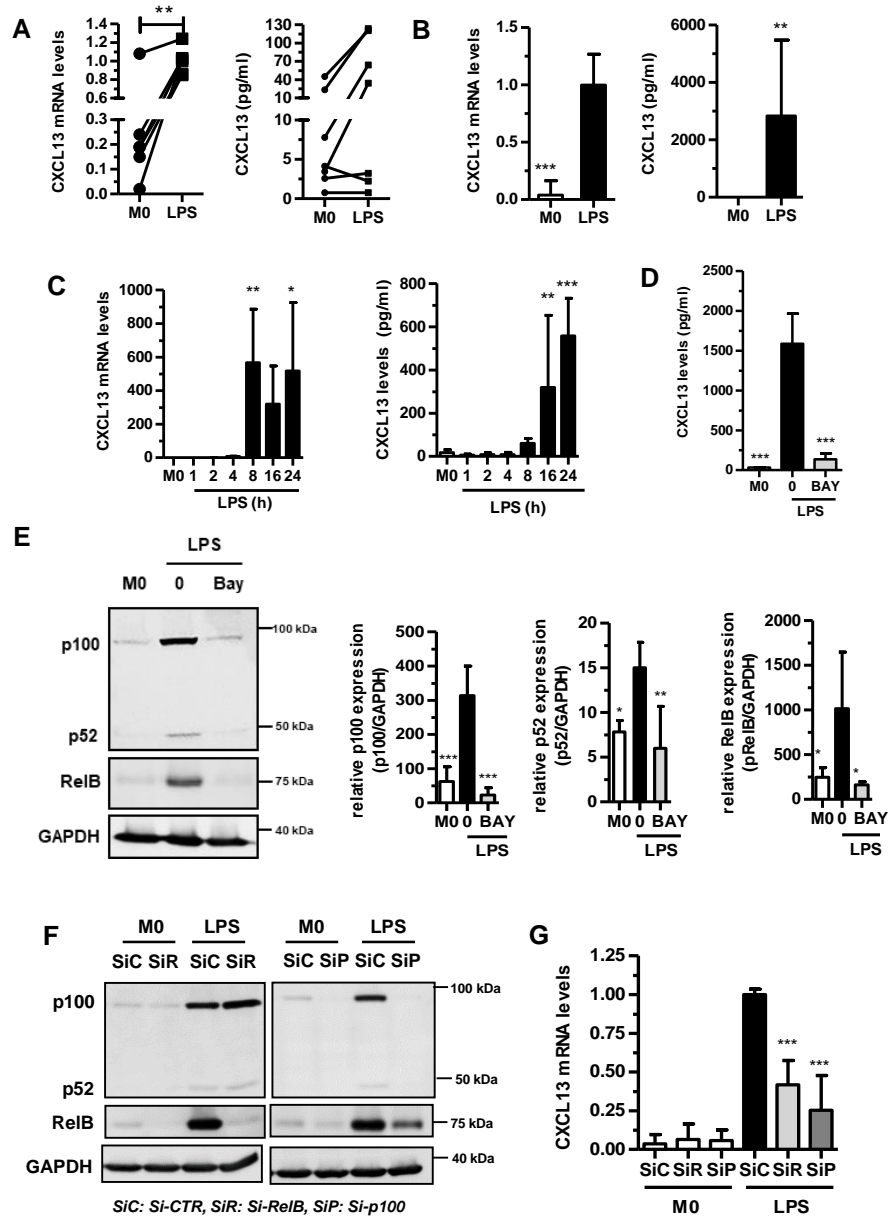 A
**
CXCL13 mRNA levels
1.4
1.2
1.0
0.8
0.6
0.4
0.3
0.2
0.1
0.0
M0 LPS
CXCL13 (pg/ml)
130
110
90
70
50
30
10
5.0
2.5
0
M0 LPS
B
CXCL13 mRNA levels
1.5
1.0
0.5
0.0
***
M0 LPS
CXCL13 (pg/ml)
6000
4000
2000
0
**
M0 LPS
C
CXCL13 mRNA levels
1000
800
600
400
200
0
** *
M0 1 2 4 8 16 24
LPS (h)
CXCL13 levels (pg/ml)
800
600
400
200
0
** ***
M0 1 2 4 8 16 24
LPS (h)
D
CXCL13 levels (pg/ml)
2500
2000
1500
1000
500
0
*** ***
M0 0 BAY
LPS
E
LPS
M0 0 Bay
p100
100 kDa
p52
50 kDa
RelB
75 kDa
GAPDH
40 kDa
relative p100 expression
(p100/GAPDH)
500
400
300
200
100
0
*** ***
M0 0 BAY
LPS
relative p52 expression
(p52/GAPDH)
20
15
10
5
0
* **
M0 0 BAY
LPS
relative RelB expression
(pRelB/GAPDH)
2000
1500
1000
500
250
0
* *
M0 0 BAY
LPS
F
M0 LPS M0 LPS
SiC SiR SiC SiR SiC SiP SiC SiP
p100
100 kDa
p52
50 kDa
RelB
75 kDa
GAPDH
40 kDa
SiC: Si-CTR, SiR: Si-RelB, SiP: Si-p100
G
CXCL13 mRNA levels
1.25
1.00
0.75
0.50
0.25
0.00
*** ***
SiC SiR SiP SiC SiR SiP
M0 LPS